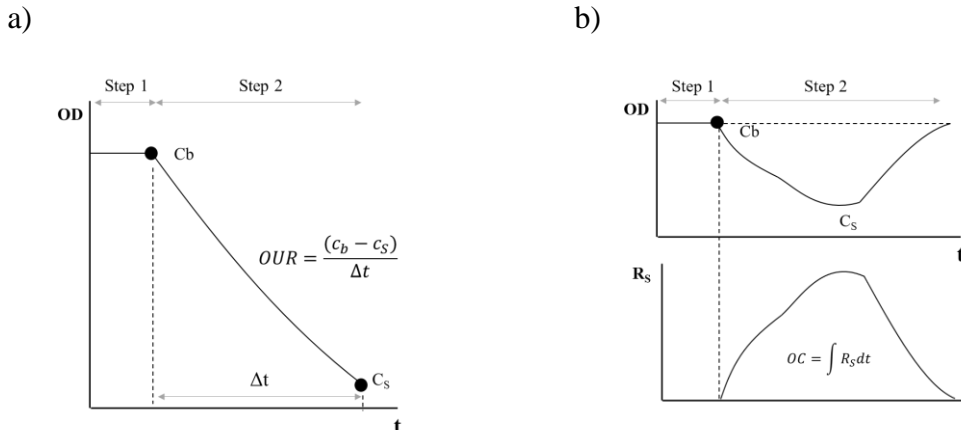 a)
Step 1
Step 2
OD
Cb
OUR = (c_b − c_S) / Δt
Δt
C_S
t
b)
Step 1
Step 2
OD
Cb
C_S
t
R_S
OC = ∫ R_S dt